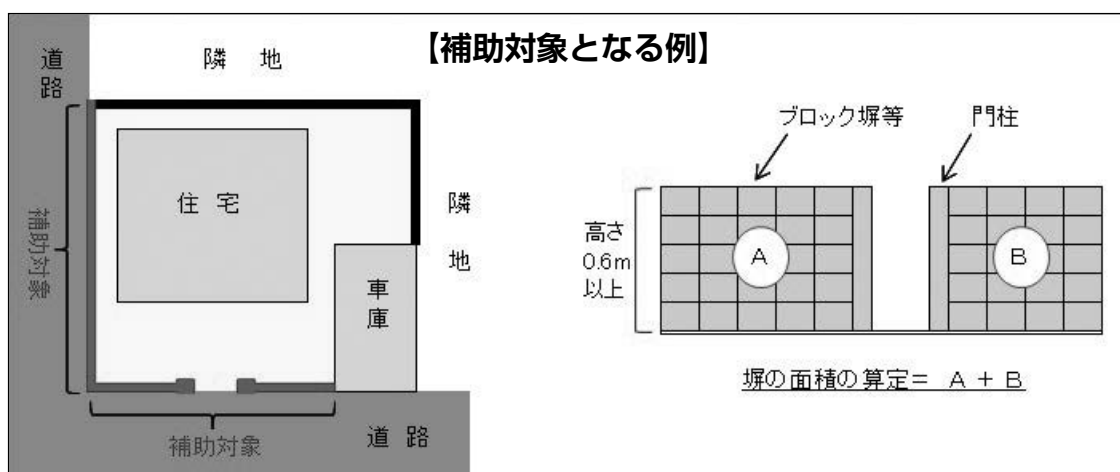 【補助対象となる例】
道路
隣 地
住 宅
補助対象
隣地
車庫
補助対象
道 路
ブロック塀等
門柱
高さ
0.6m
以上
A
B
塀の面積の算定= A + B